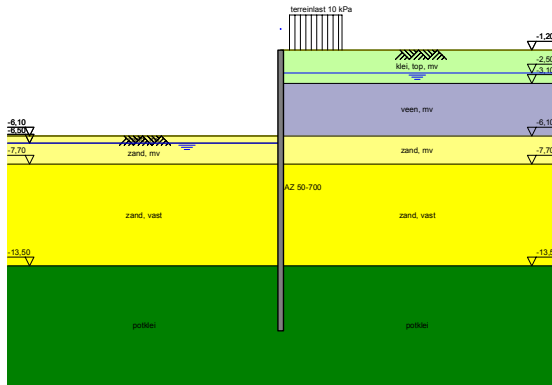 terreinlast 10 kPa
-1,20
-2,50
klei, top, mv
-3,10
veen, mv
-6,10
-6,10
-6,50
zand, mv
zand, mv
-7,70
-7,70
AZ 50-700
zand, vast
zand, vast
-13,50
-13,5
potklei
potklei